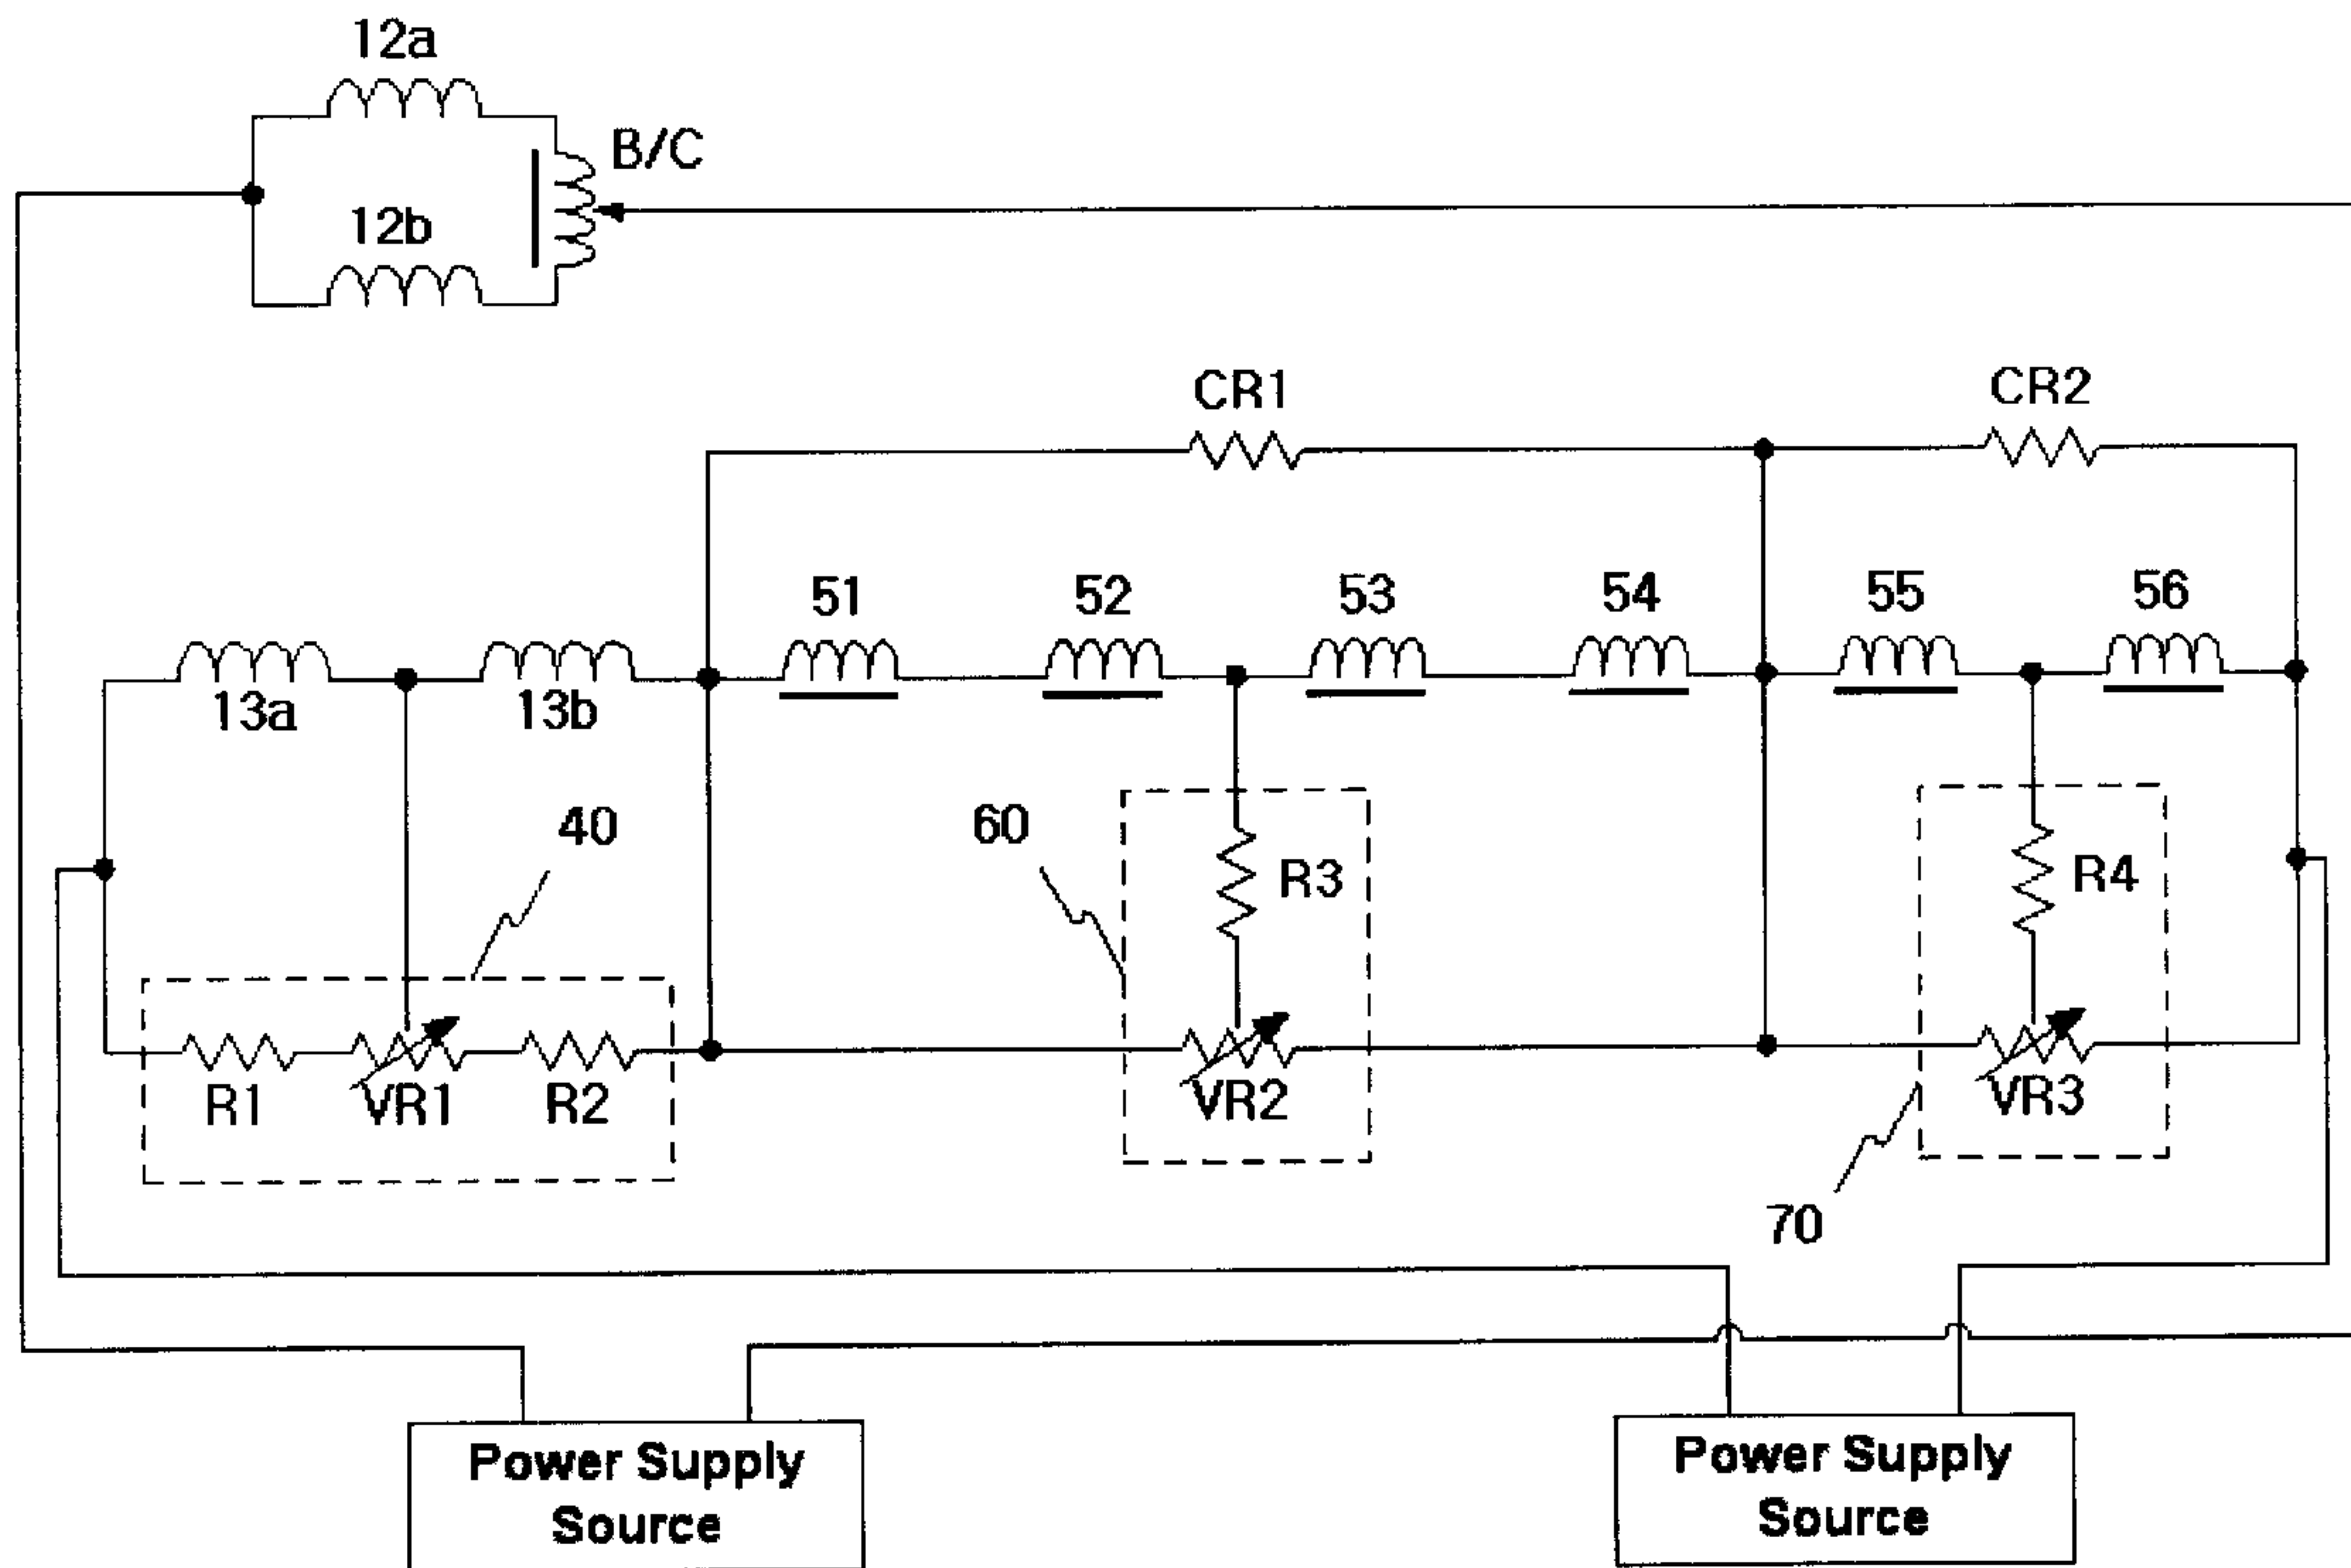 12a
B/C
12b
CR1
CR2
51
52
53
54
55
56
13a
13b
40
60
R3
R4
R1
VR1
R2
VR2
VR3
70
Power Supply
Source
Power Supply
Source